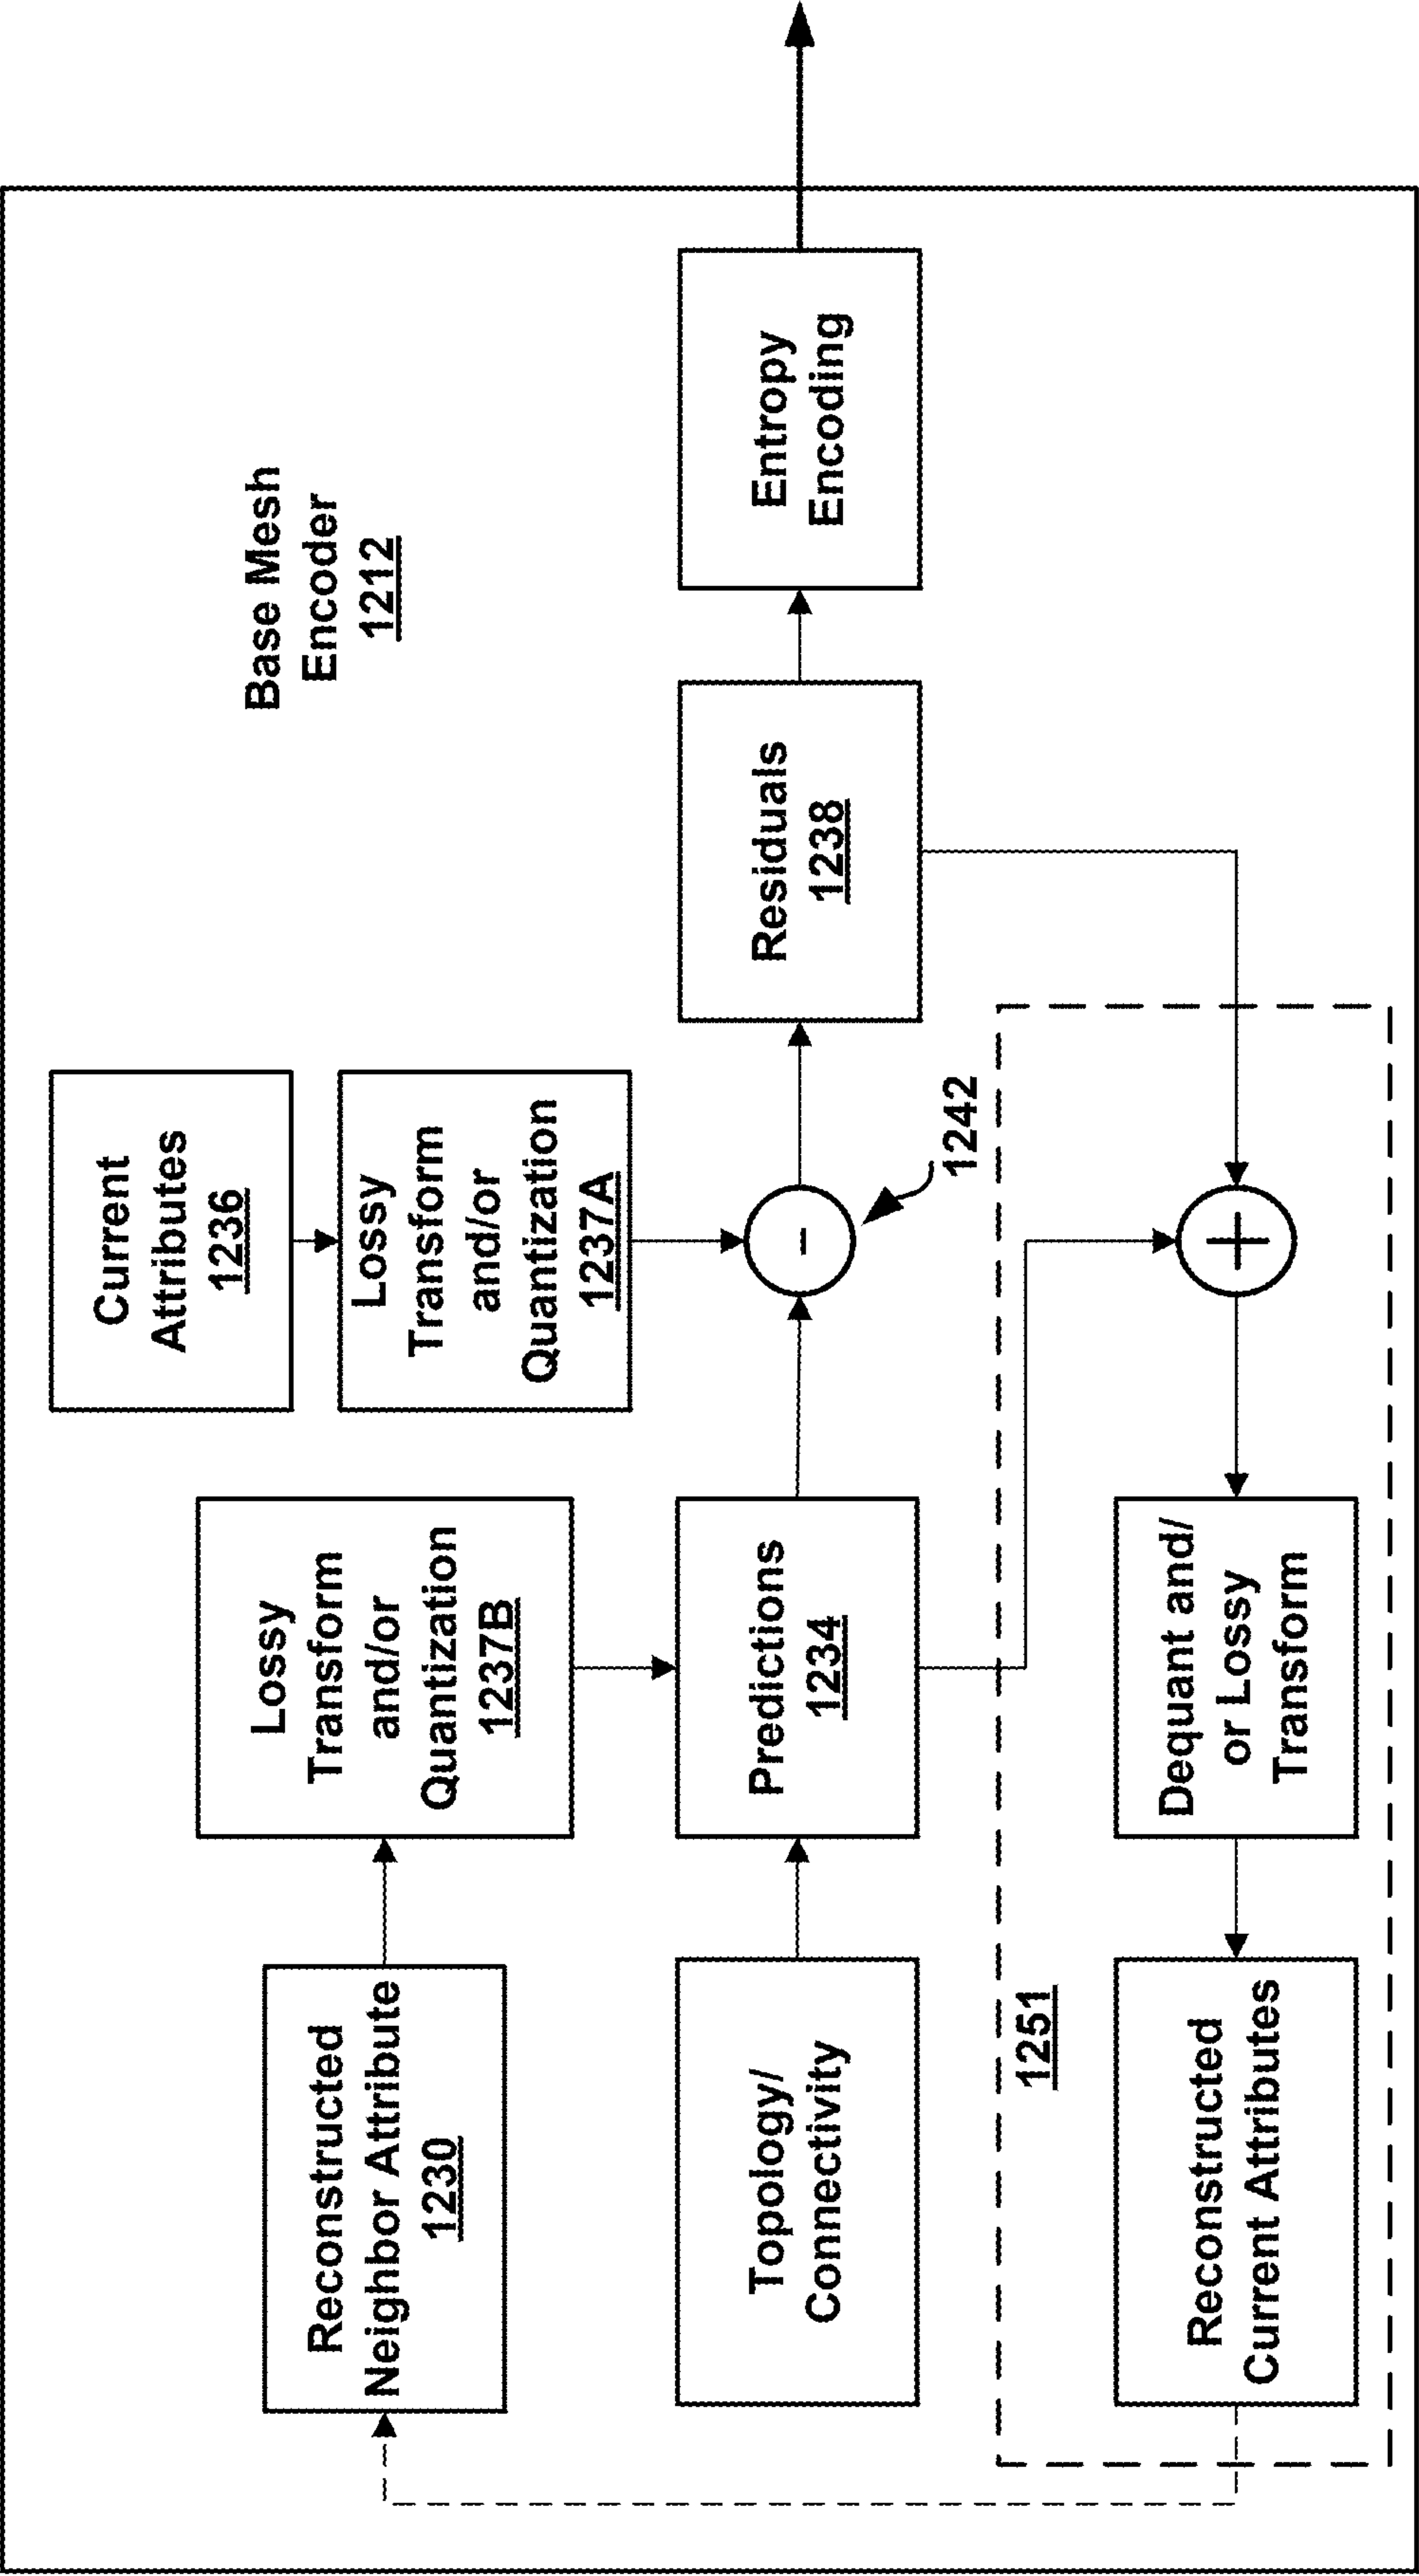 Base Mesh
Encoder
1212
Current
Attributes
1236
Lossy
Transform
and/or
Quantization
1237A
Lossy
Transform
and/or
Quantization
1237B
Reconstructed
Neighbor Attribute
1230
Topology/
Connectivity
Predictions
1234
-
1242
Residuals
1238
Entropy
Encoding
1251
Reconstructed
Current Attributes
Dequant and/
or Lossy
Transform
+